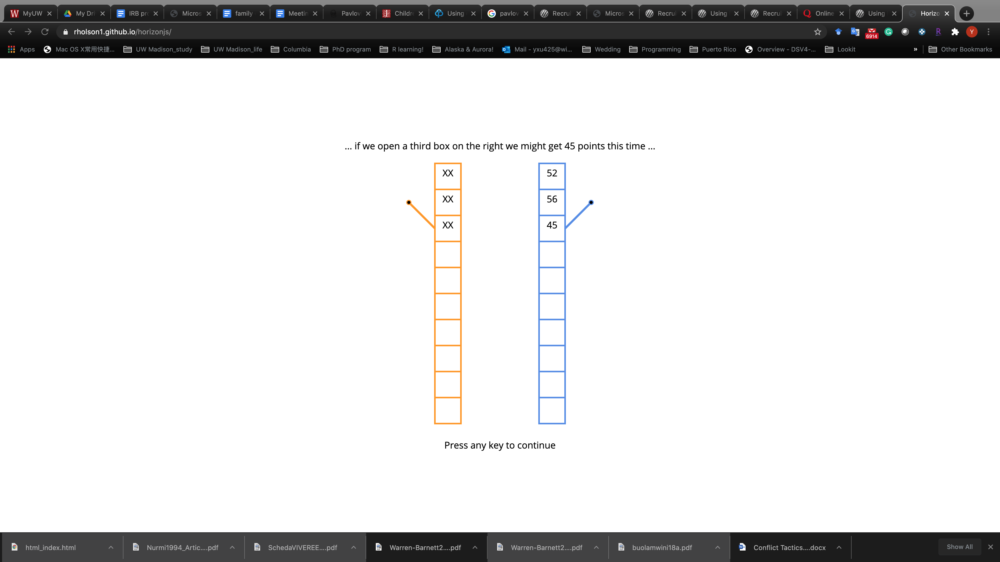 MyUW
My Dri
IRB pro
Micros
family
Meetin
Pavlov
Childre
Using
pavlov
Recrui
Micros
Recrui
Using
Recrui
Online
Using
Horizo
rholson1.github.io/horizonjs/
6914
Y
Apps
Mac OS X常用快捷...
UW Madison_study
UW Madison_life
Columbia
PhD program
R learning!
Alaska & Aurora!
Mail - yxu425@wi...
Wedding
Programming
Puerto Rico
Overview - DSV4-...
Lookit
»
Other Bookmarks
... if we open a third box on the right we might get 45 points this time ...
XX 52
XX 56
XX 45
Press any key to continue
html_index.html
Nurmi1994_Artic....pdf
SchedaVIVEREE....pdf
Warren-Barnett2....pdf
Warren-Barnett2....pdf
buolamwini18a.pdf
Conflict Tactics....docx
Show All